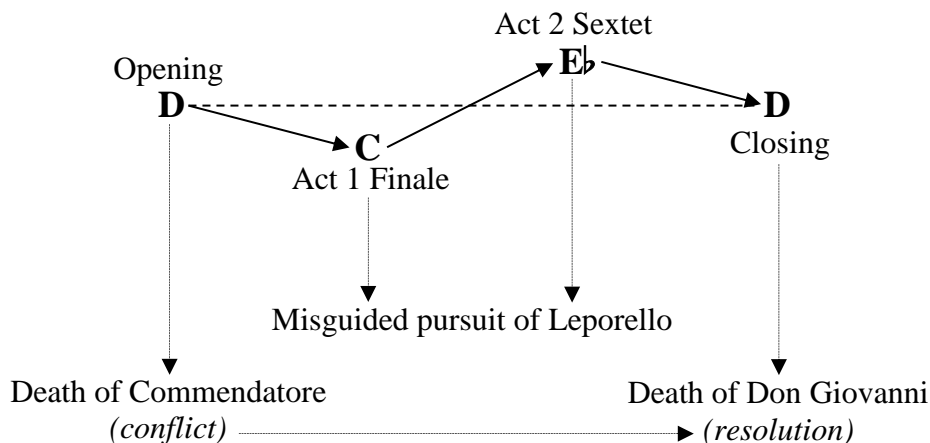 Act 2 Sextet
E♭
Opening
D
D
C
Closing
Act 1 Finale
Misguided pursuit of Leporello
Death of Commendatore
Death of Don Giovanni
(conflict)
(resolution)